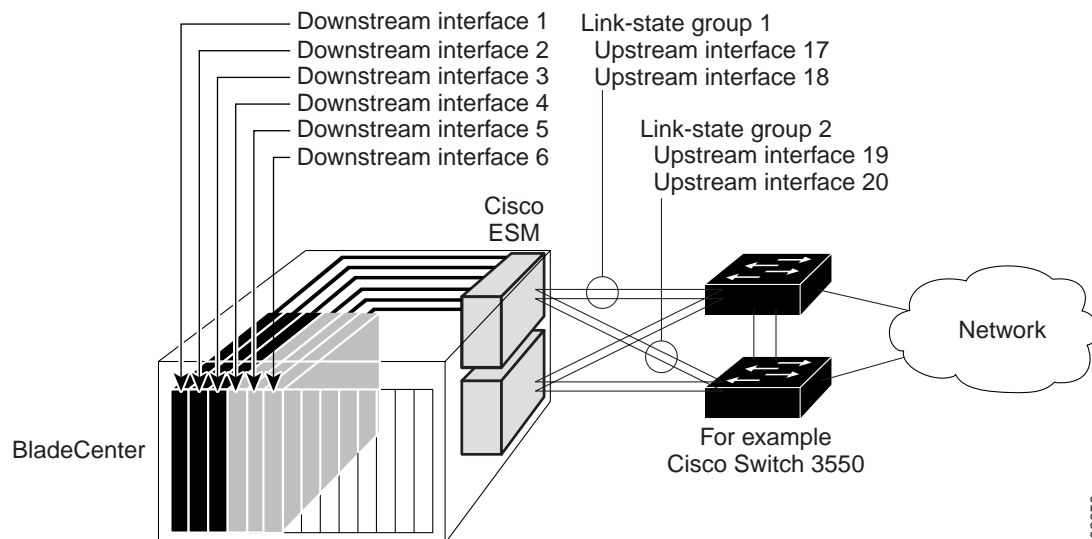 Downstream interface 1
Downstream interface 2
Downstream interface 3
Downstream interface 4
Downstream interface 5
Downstream interface 6
Link-state group 1
Upstream interface 17
Upstream interface 18
Link-state group 2
Upstream interface 19
Upstream interface 20
Cisco
ESM
Network
BladeCenter
For example
Cisco Switch 3550